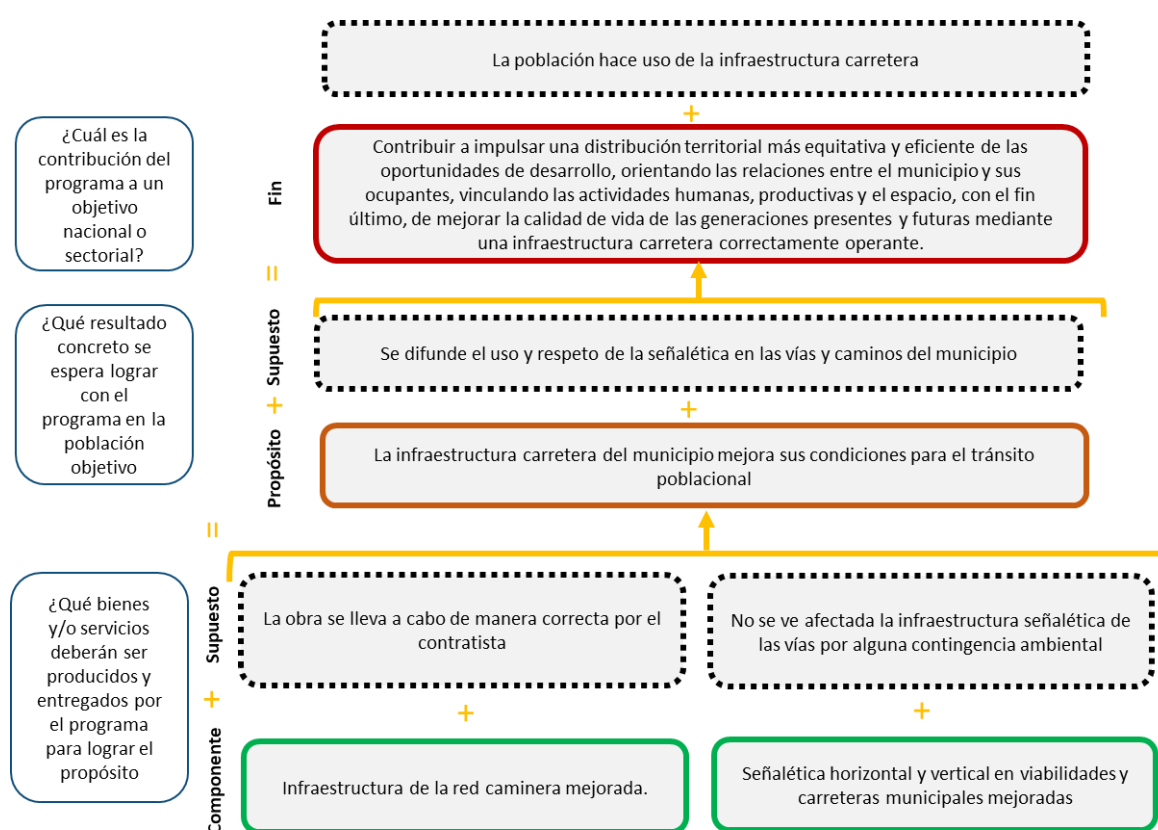 La población hace uso de la infraestructura carretera
+
¿Cuál es la
contribución del
programa a un
objetivo
nacional o
sectorial?
Fin
Contribuir a impulsar una distribución territorial más equitativa y eficiente de las
oportunidades de desarrollo, orientando las relaciones entre el municipio y sus
ocupantes, vinculando las actividades humanas, productivas y el espacio, con el fin
último, de mejorar la calidad de vida de las generaciones presentes y futuras mediante
una infraestructura carretera correctamente operante.
=
¿Qué resultado
concreto se
espera lograr
con el
programa en la
población
objetivo
Supuesto
Se difunde el uso y respeto de la señalética en las vías y caminos del municipio
+
+
Propósito
La infraestructura carretera del municipio mejora sus condiciones para el tránsito
poblacional
=
¿Qué bienes
y/o servicios
deberán ser
producidos y
entregados por
el programa
para lograr el
propósito
Supuesto
La obra se lleva a cabo de manera correcta por el
contratista
No se ve afectada la infraestructura señalética de
las vías por alguna contingencia ambiental
+
+
+
Componente
Infraestructura de la red caminera mejorada.
Señalética horizontal y vertical en viabilidades y
carreteras municipales mejoradas